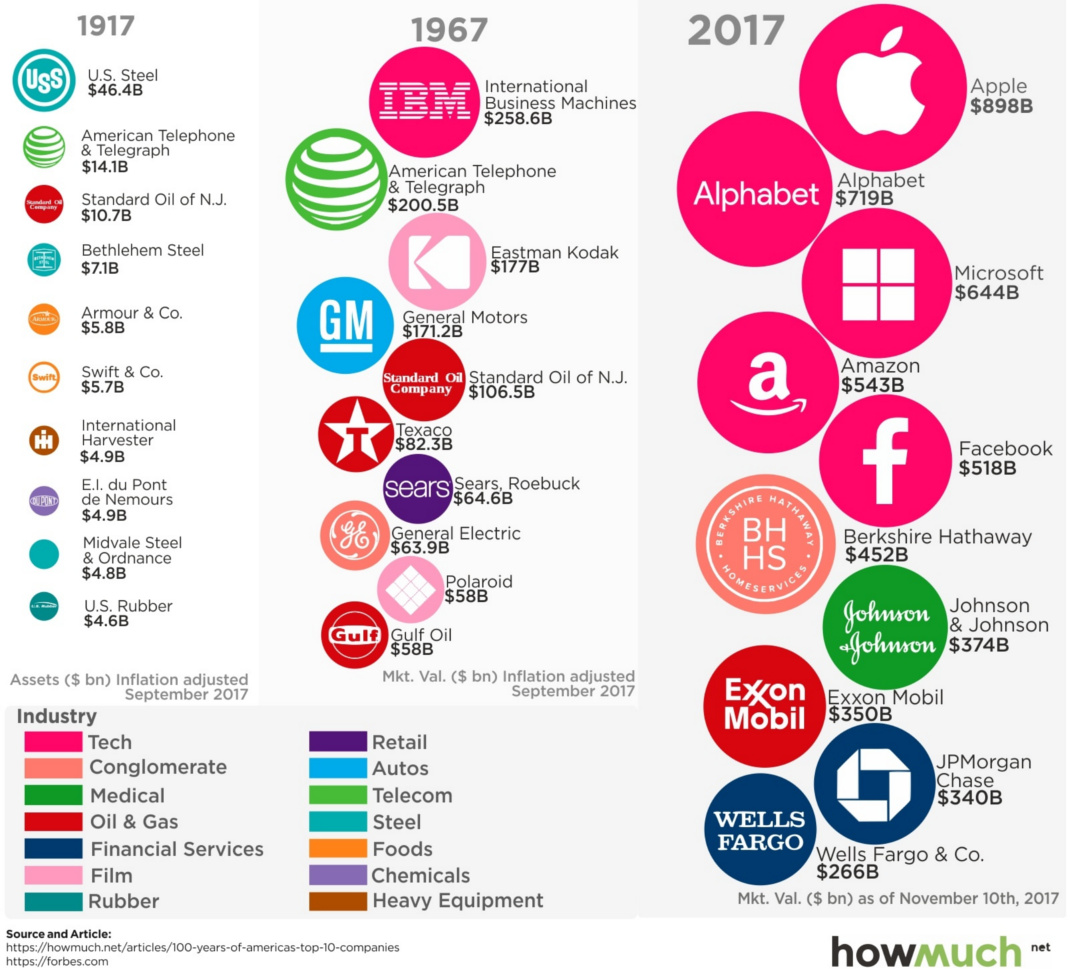 1917
USS
U.S. Steel
$46.4B
American Telephone
& Telegraph
$14.1B
Standard Oil
Company
Standard Oil of N.J.
$10.7B
Bethlehem Steel
$7.1B
ARMOUR
Armour & Co.
$5.8B
Swift
Swift & Co.
$5.7B
International
Harvester
$4.9B
DU PONT
E.I. du Pont
de Nemours
$4.9B
Midvale Steel
& Ordnance
$4.8B
U.S. Rubber
U.S. Rubber
$4.6B
Assets ($ bn) Inflation adjusted
September 2017
1967
IBM
International
Business Machines
$258.6B
American Telephone
& Telegraph
$200.5B
Eastman Kodak
$177B
GM
General Motors
$171.2B
Standard Oil
Company
Standard Oil of N.J.
$106.5B
T
Texaco
$82.3B
sears
Sears, Roebuck
$64.6B
GE
General Electric
$63.9B
Polaroid
$58B
Gulf
Gulf Oil
$58B
Mkt. Val. ($ bn) Inflation adjusted
September 2017
2017
Apple
$898B
Alphabet
Alphabet
$719B
Microsoft
$644B
a
Amazon
$543B
f
Facebook
$518B
BERKSHIRE HATHAWAY
BH
HS
HOMESERVICES
Berkshire Hathaway
$452B
Johnson
&Johnson
Johnson
& Johnson
$374B
Exxon
Mobil
Exxon Mobil
$350B
JPMorgan
Chase
$340B
WELLS
FARGO
Wells Fargo & Co.
$266B
Mkt. Val. ($ bn) as of November 10th, 2017
Industry
Tech
Conglomerate
Medical
Oil & Gas
Financial Services
Film
Rubber
Retail
Autos
Telecom
Steel
Foods
Chemicals
Heavy Equipment
Source and Article:
https://howmuch.net/articles/100-years-of-americas-top-10-companies
https://forbes.com
howmuch net